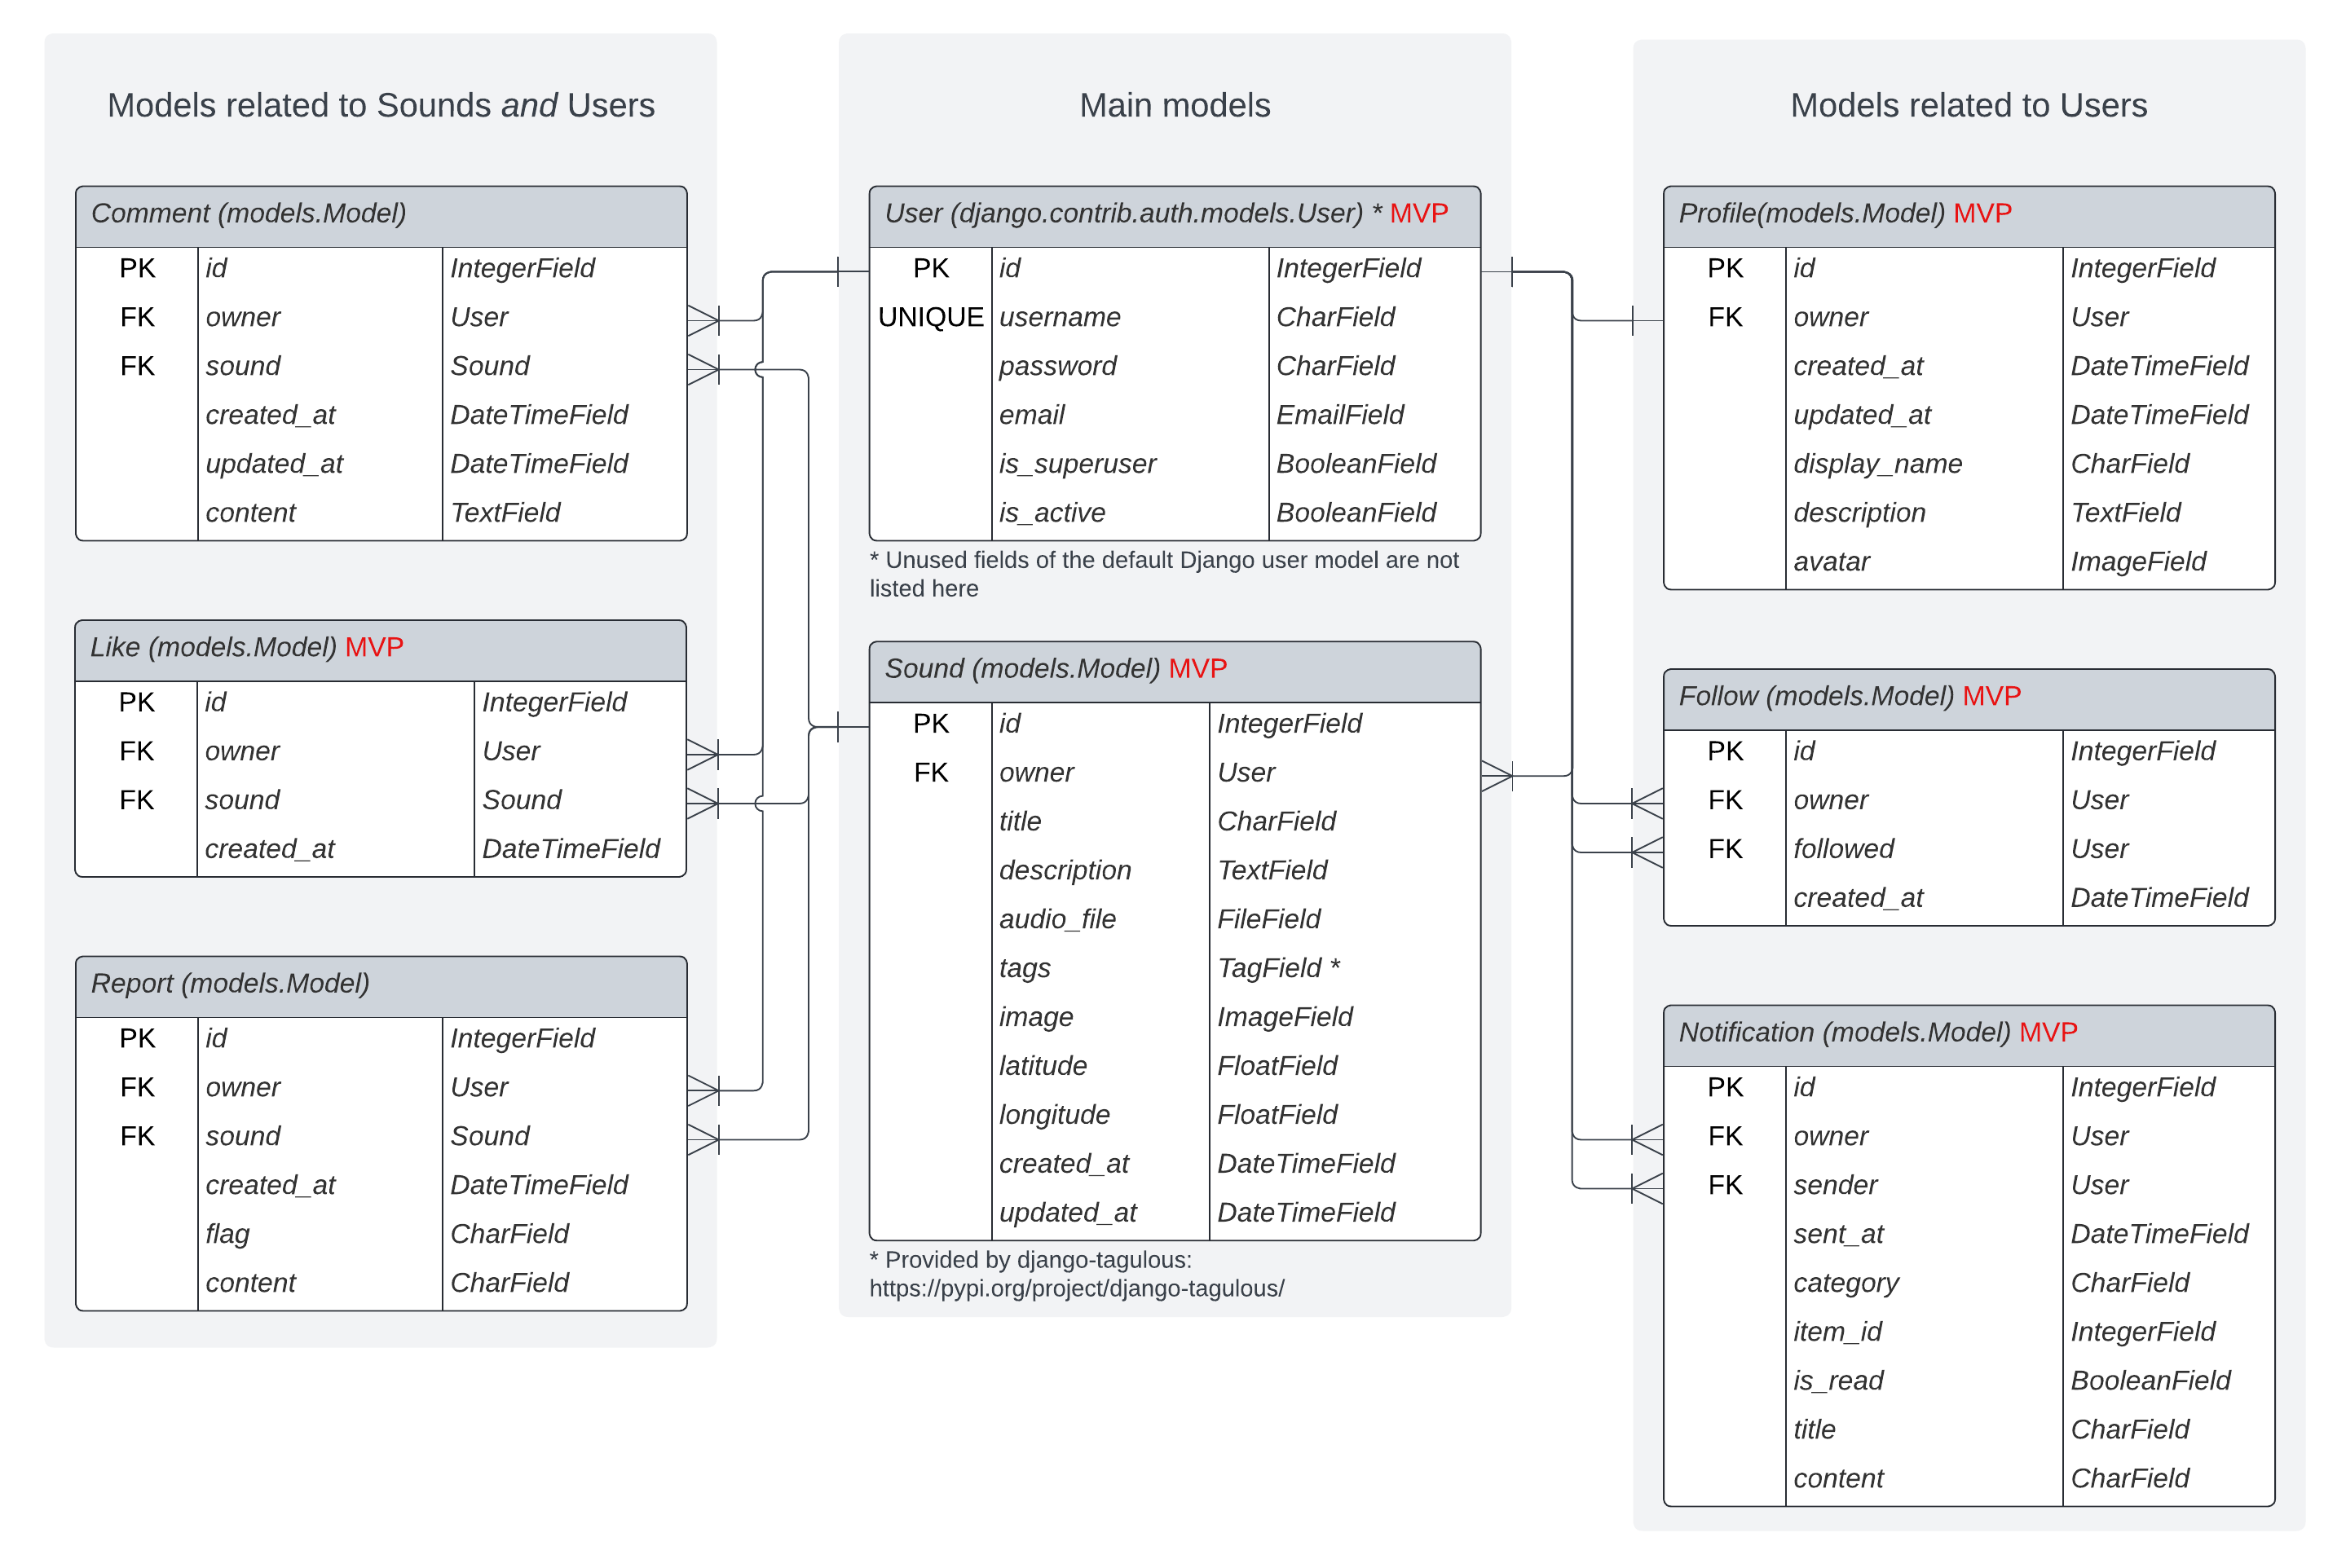 Models related to Sounds and Users
Comment (models.Model)
PK id IntegerField
FK owner User
FK sound Sound
created_at DateTimeField
updated_at DateTimeField
content TextField
Like (models.Model) MVP
PK id IntegerField
FK owner User
FK sound Sound
created_at DateTimeField
Report (models.Model)
PK id IntegerField
FK owner User
FK sound Sound
created_at DateTimeField
flag CharField
content CharField
Main models
User (django.contrib.auth.models.User) * MVP
PK id IntegerField
UNIQUE username CharField
password CharField
email EmailField
is_superuser BooleanField
is_active BooleanField
* Unused fields of the default Django user model are not
listed here
Sound (models.Model) MVP
PK id IntegerField
FK owner User
title CharField
description TextField
audio_file FileField
tags TagField *
image ImageField
latitude FloatField
longitude FloatField
created_at DateTimeField
updated_at DateTimeField
* Provided by django-tagulous:
https://pypi.org/project/django-tagulous/
Models related to Users
Profile(models.Model) MVP
PK id IntegerField
FK owner User
created_at DateTimeField
updated_at DateTimeField
display_name CharField
description TextField
avatar ImageField
Follow (models.Model) MVP
PK id IntegerField
FK owner User
FK followed User
created_at DateTimeField
Notification (models.Model) MVP
PK id IntegerField
FK owner User
FK sender User
sent_at DateTimeField
category CharField
item_id IntegerField
is_read BooleanField
title CharField
content CharField